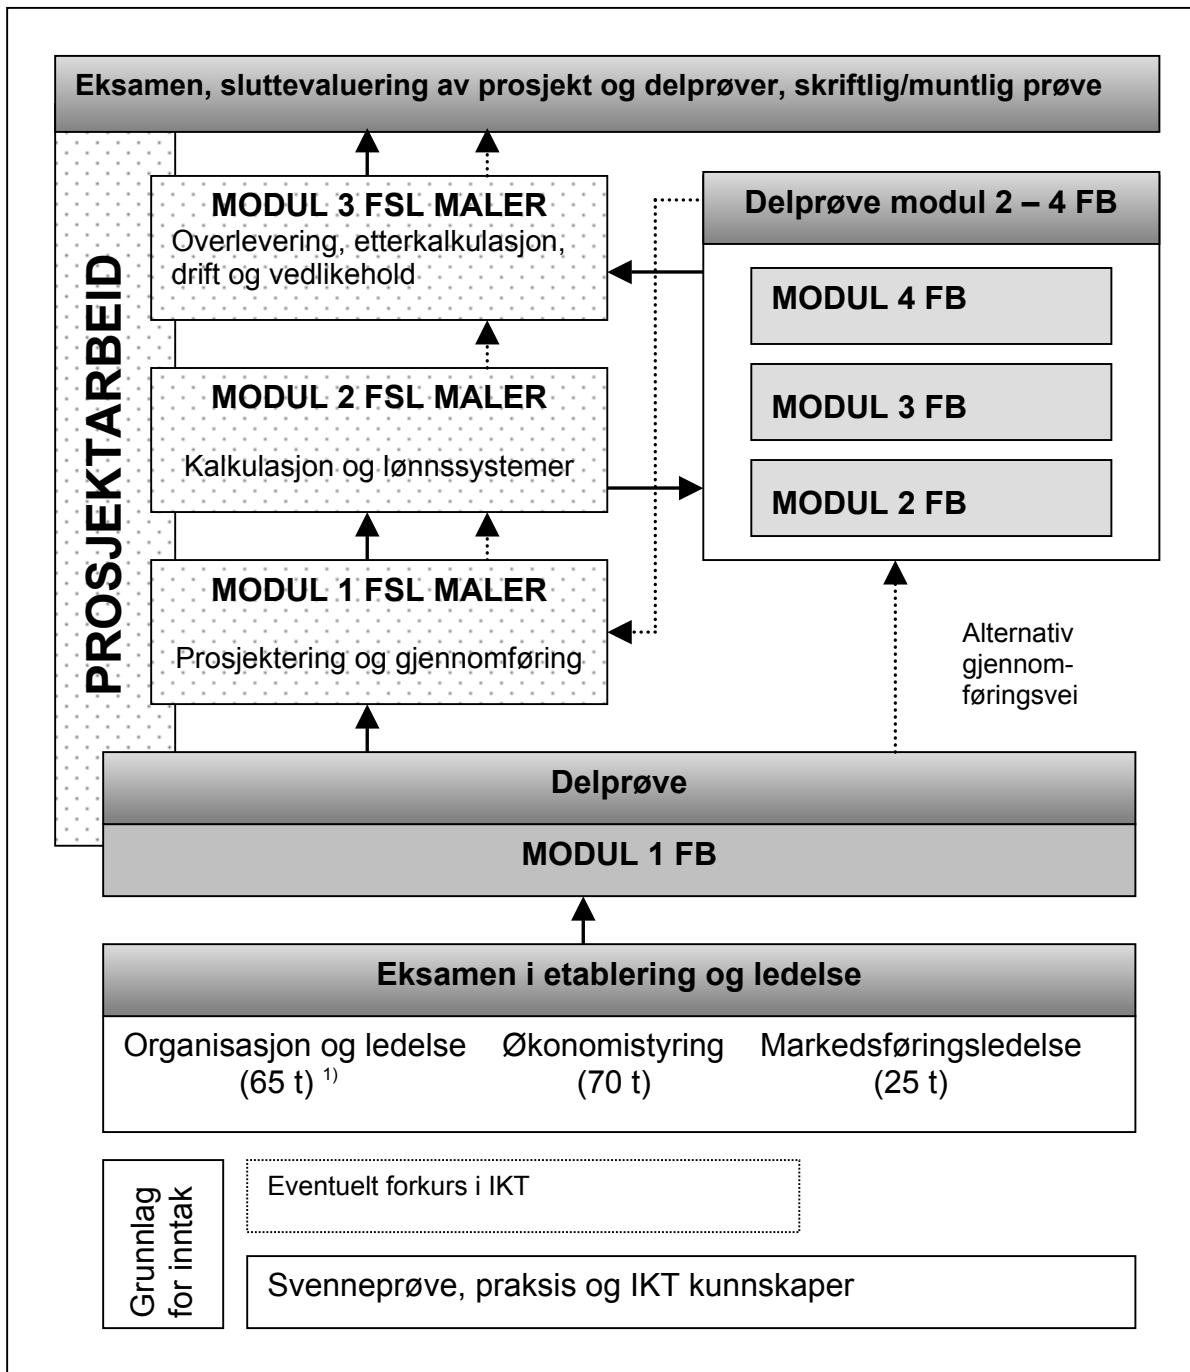 Eksamen, sluttevaluering av prosjekt og delprøver, skriftlig/muntlig prøve
PROSJEKTARBEID
MODUL 3 FSL MALER
Overlevering, etterkalkulasjon,
drift og vedlikehold
MODUL 2 FSL MALER
Kalkulasjon og lønnssystemer
MODUL 1 FSL MALER
Prosjektering og gjennomføring
Delprøve modul 2 – 4 FB
MODUL 4 FB
MODUL 3 FB
MODUL 2 FB
Alternativ
gjennom-
føringsvei
Delprøve
MODUL 1 FB
Eksamen i etablering og ledelse
Organisasjon og ledelse
(65 t) 1)
Økonomistyring
(70 t)
Markedsføringsledelse
(25 t)
Grunnlag
for inntak
Eventuelt forkurs i IKT
Svenneprøve, praksis og IKT kunnskaper